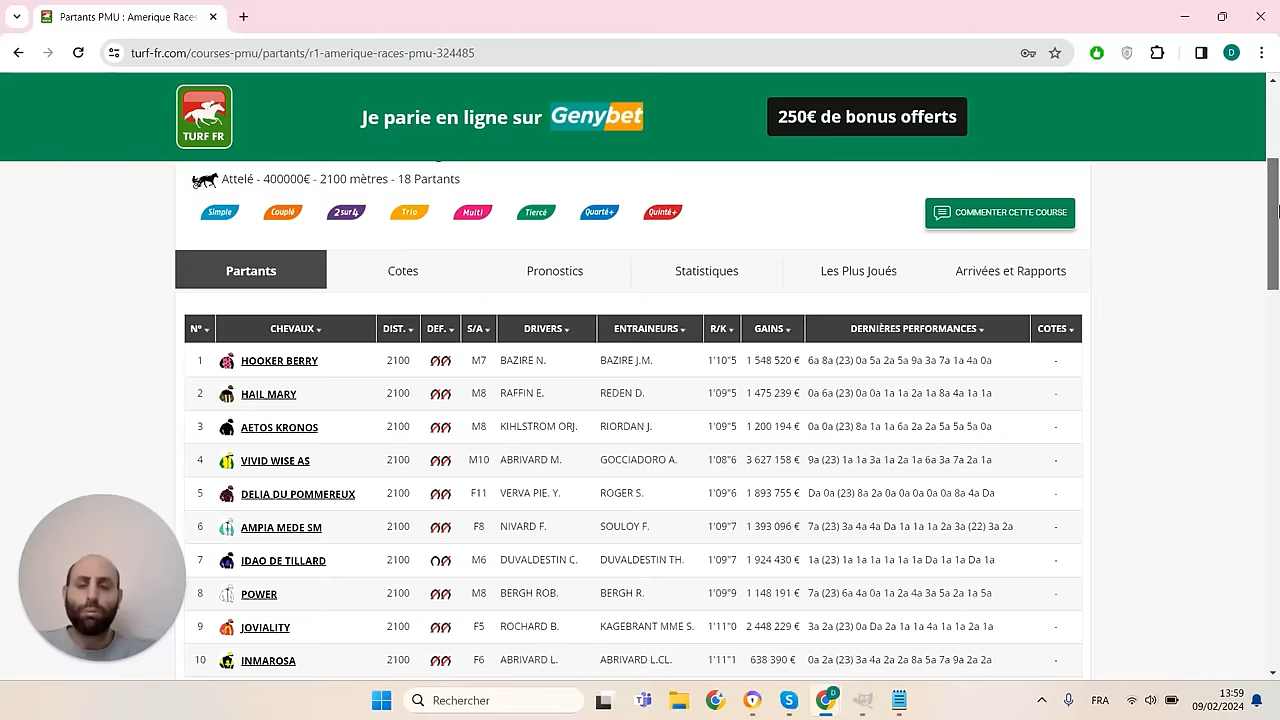 Partants PMU : Amerique Races
turf-fr.com/courses-pmu/partants/r1-amerique-races-pmu-324485
D
TURF FR
Je parie en ligne sur Genybet
250€ de bonus offerts
Attelé - 400000€ - 2100 mètres - 18 Partants
Simple Couplé 2sur4 Trio Multi Tiercé Quarté+ Quinté+
COMMENTER CETTE COURSE
Partants Cotes Pronostics Statistiques Les Plus Joués Arrivées et Rapports
N° CHEVAUX DIST. DEF. S/A DRIVERS ENTRAINEURS R/K GAINS DERNIÈRES PERFORMANCES COTES
1 HOOKER BERRY 2100 M7 BAZIRE N. BAZIRE J.M. 1'10"5 1 548 520 € 6a 8a (23) 0a 5a 2a 5a 9a 3a 7a 1a 4a 0a -
2 HAIL MARY 2100 M8 RAFFIN E. REDEN D. 1'09"5 1 475 239 € 0a 6a (23) 0a 0a 1a 1a 2a 1a 8a 4a 1a 1a -
3 AETOS KRONOS 2100 M8 KIHLSTROM ORJ. RIORDAN J. 1'09"5 1 200 194 € 0a 0a (23) 8a 1a 1a 6a 2a 2a 5a 5a 5a 0a -
4 VIVID WISE AS 2100 M10 ABRIVARD M. GOCCIADORO A. 1'08"6 3 627 158 € 9a (23) 1a 1a 3a 1a 2a 1a 6a 3a 7a 2a 1a -
5 DELIA DU POMMEREUX 2100 F11 VERVA PIE. Y. ROGER S. 1'09"6 1 893 755 € Da 0a (23) 8a 2a 0a 0a 0a 0a 0a 8a 4a Da -
6 AMPIA MEDE SM 2100 F8 NIVARD F. SOULOY F. 1'09"7 1 393 096 € 7a (23) 3a 4a 4a Da 1a 1a 1a 2a 3a (22) 3a 2a -
7 IDAO DE TILLARD 2100 M6 DUVALDESTIN C. DUVALDESTIN TH. 1'09"7 1 924 430 € 1a (23) 1a 1a 1a 1a 1a 1a Da 1a 1a Da 1a -
8 POWER 2100 M8 BERGH ROB. BERGH R. 1'09"9 1 148 191 € 7a (23) 6a 4a 0a 1a 2a 4a 3a 5a 2a 1a 5a -
9 JOVIALITY 2100 F5 ROCHARD B. KAGEBRANT MME S. 1'11"0 2 448 229 € 3a 2a (23) 0a Da 2a 1a 1a 4a 1a 1a 2a 1a -
10 INMAROSA 2100 F6 ABRIVARD L. ABRIVARD L.CL. 1'11"1 638 390 € 0a 2a (23) 3a 4a 2a 2a 8a 5a 7a 9a 2a 2a -
Rechercher
FRA
13:59
09/02/2024